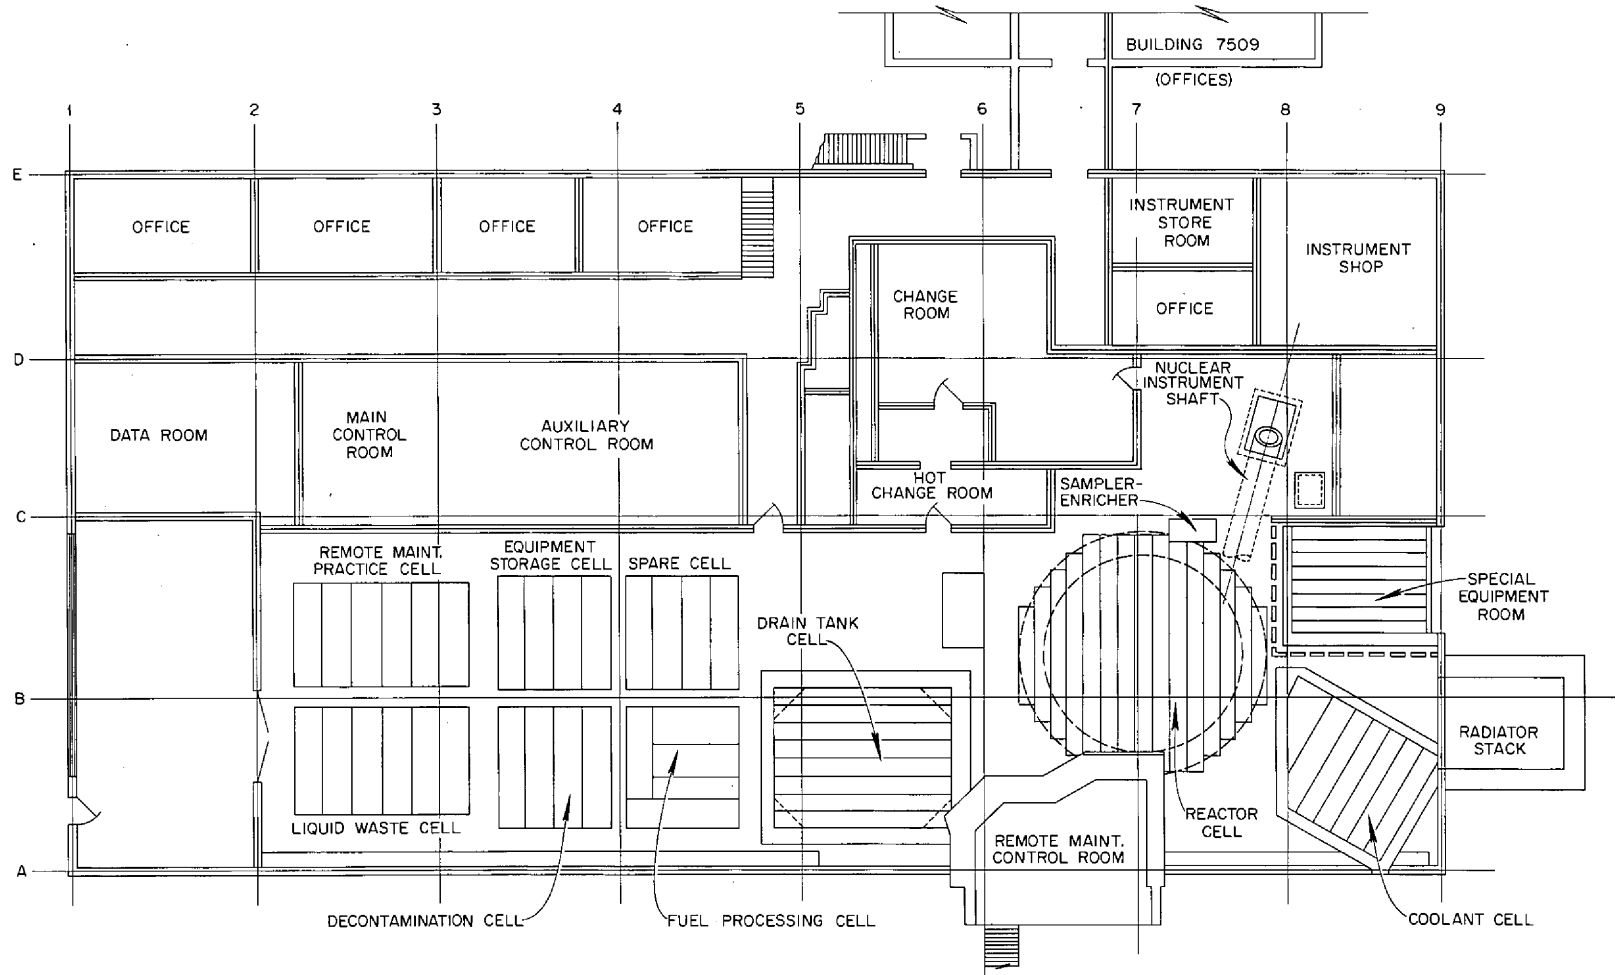 BUILDING 7509
(OFFICES)
1
2
3
4
5
6
7
8
9
E
OFFICE
OFFICE
OFFICE
OFFICE
INSTRUMENT
STORE
ROOM
INSTRUMENT
SHOP
CHANGE
ROOM
OFFICE
D
NUCLEAR
INSTRUMENT
SHAFT
DATA ROOM
MAIN
CONTROL
ROOM
AUXILIARY
CONTROL ROOM
HOT
CHANGE ROOM
SAMPLER-
ENRICHER
C
REMOTE MAINT.
PRACTICE CELL
EQUIPMENT
STORAGE CELL
SPARE CELL
SPECIAL
EQUIPMENT
ROOM
DRAIN TANK
CELL
B
RADIATOR
STACK
LIQUID WASTE CELL
REACTOR
CELL
REMOTE MAINT.
CONTROL ROOM
A
DECONTAMINATION CELL
FUEL PROCESSING CELL
COOLANT CELL